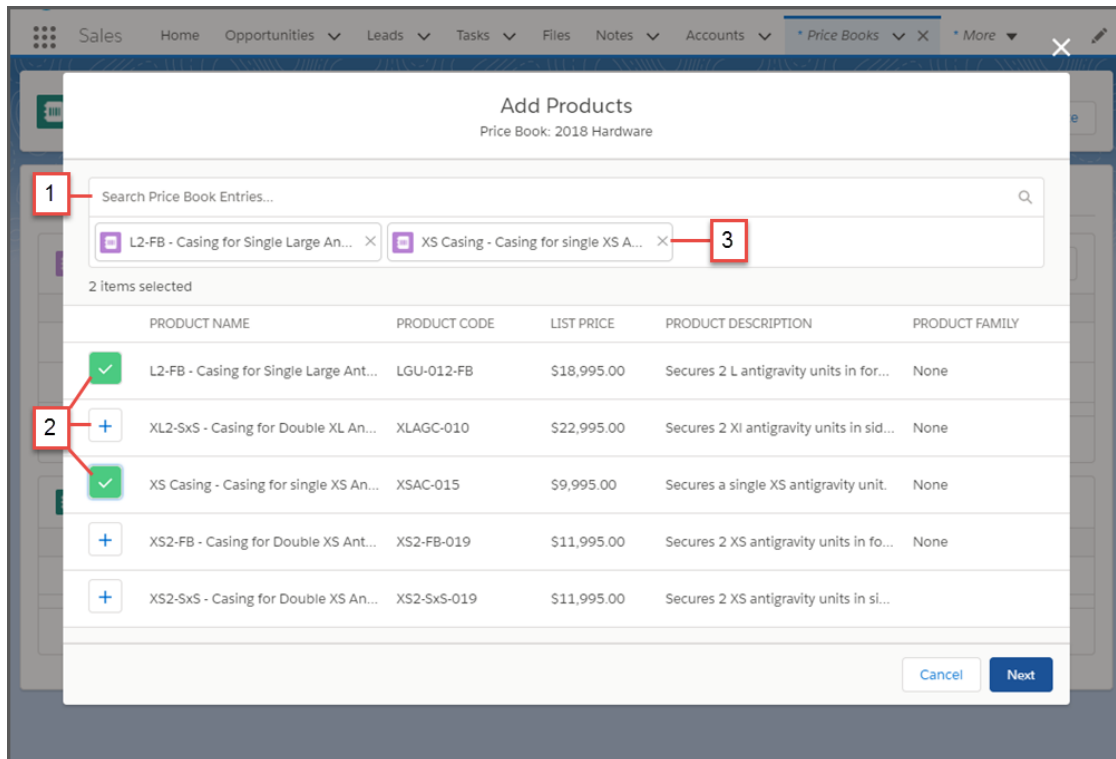 Sales Home Opportunities Leads Tasks Files Notes Accounts * Price Books * More
Add Products
Price Book: 2018 Hardware
e
1
Search Price Book Entries...
L2-FB - Casing for Single Large An... XS Casing - Casing for single XS A... 3
2 items selected
PRODUCT NAME PRODUCT CODE LIST PRICE PRODUCT DESCRIPTION PRODUCT FAMILY
L2-FB - Casing for Single Large Ant... LGU-012-FB $18,995.00 Secures 2 L antigravity units in for... None
2
XL2-SxS - Casing for Double XL An... XLAGC-010 $22,995.00 Secures 2 Xl antigravity units in sid... None
XS Casing - Casing for single XS An... XSAC-015 $9,995.00 Secures a single XS antigravity unit. None
XS2-FB - Casing for Double XS Ant... XS2-FB-019 $11,995.00 Secures 2 XS antigravity units in fo... None
XS2-SxS - Casing for Double XS An... XS2-SxS-019 $11,995.00 Secures 2 XS antigravity units in si...
Cancel Next